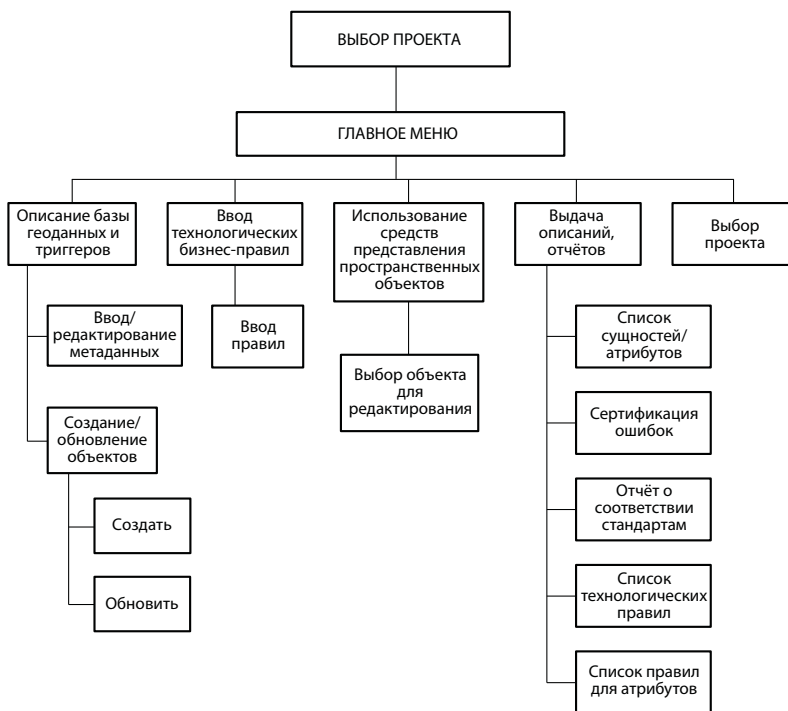 ВЫБОР ПРОЕКТА
ГЛАВНОЕ МЕНЮ
Описание базы
геоданных и
триггеров
Ввод
технологических
бизнес-правил
Использование
средств
представления
пространственных
объектов
Выдача
описаний,
отчётов
Выбор
проекта
Ввод/
редактирование
метаданных
Ввод
правил
Выбор объекта
для
редактирования
Список
сущностей/
атрибутов
Создание/
обновление
объектов
Сертификация
ошибок
Создать
Отчёт о
соответствии
стандартам
Обновить
Список
технологических
правил
Список правил
для атрибутов